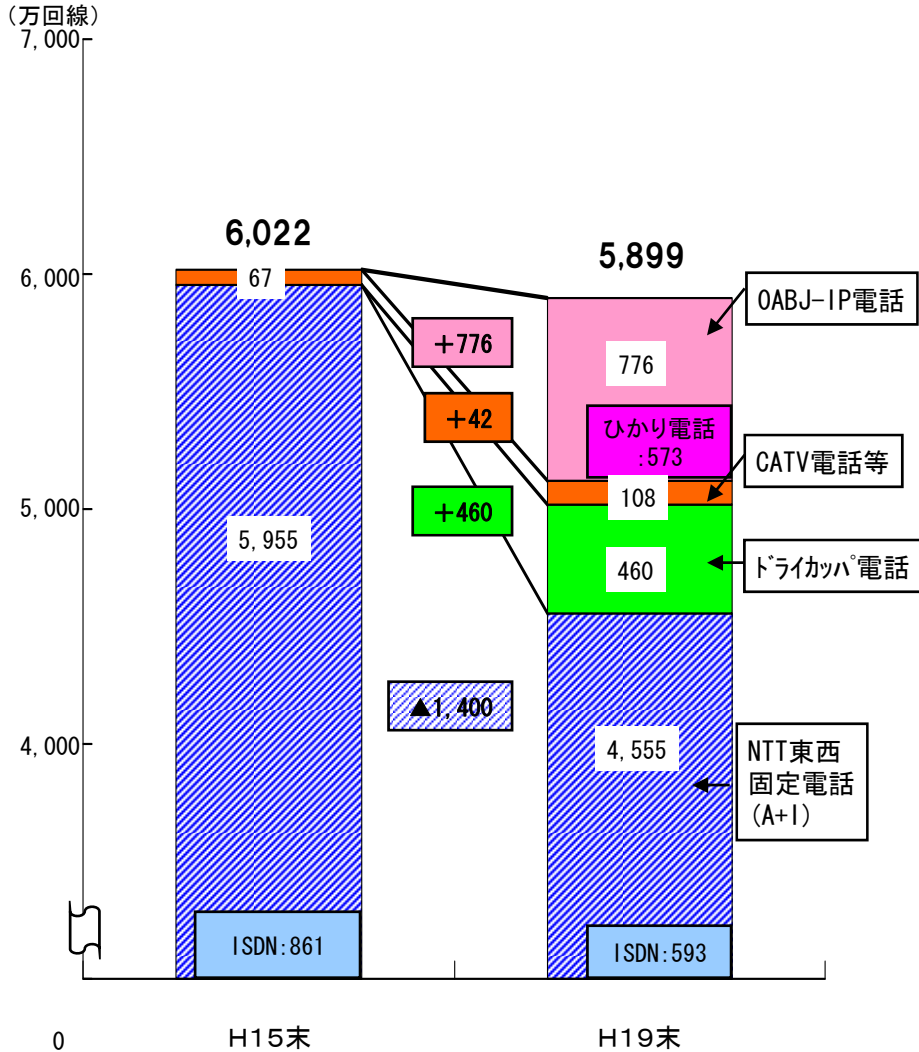 (万回線)
7,000
6,000
5,000
4,000
0
6,022
67
5,955
ISDN:861
H15末
+776
+42
+460
▲1,400
5,899
776
ひかり電話
:573
108
460
4,555
ISDN:593
H19末
0ABJ-IP電話
CATV電話等
ﾄﾞﾗｲｶｯﾊﾟ電話
NTT東西
固定電話
(A+I)